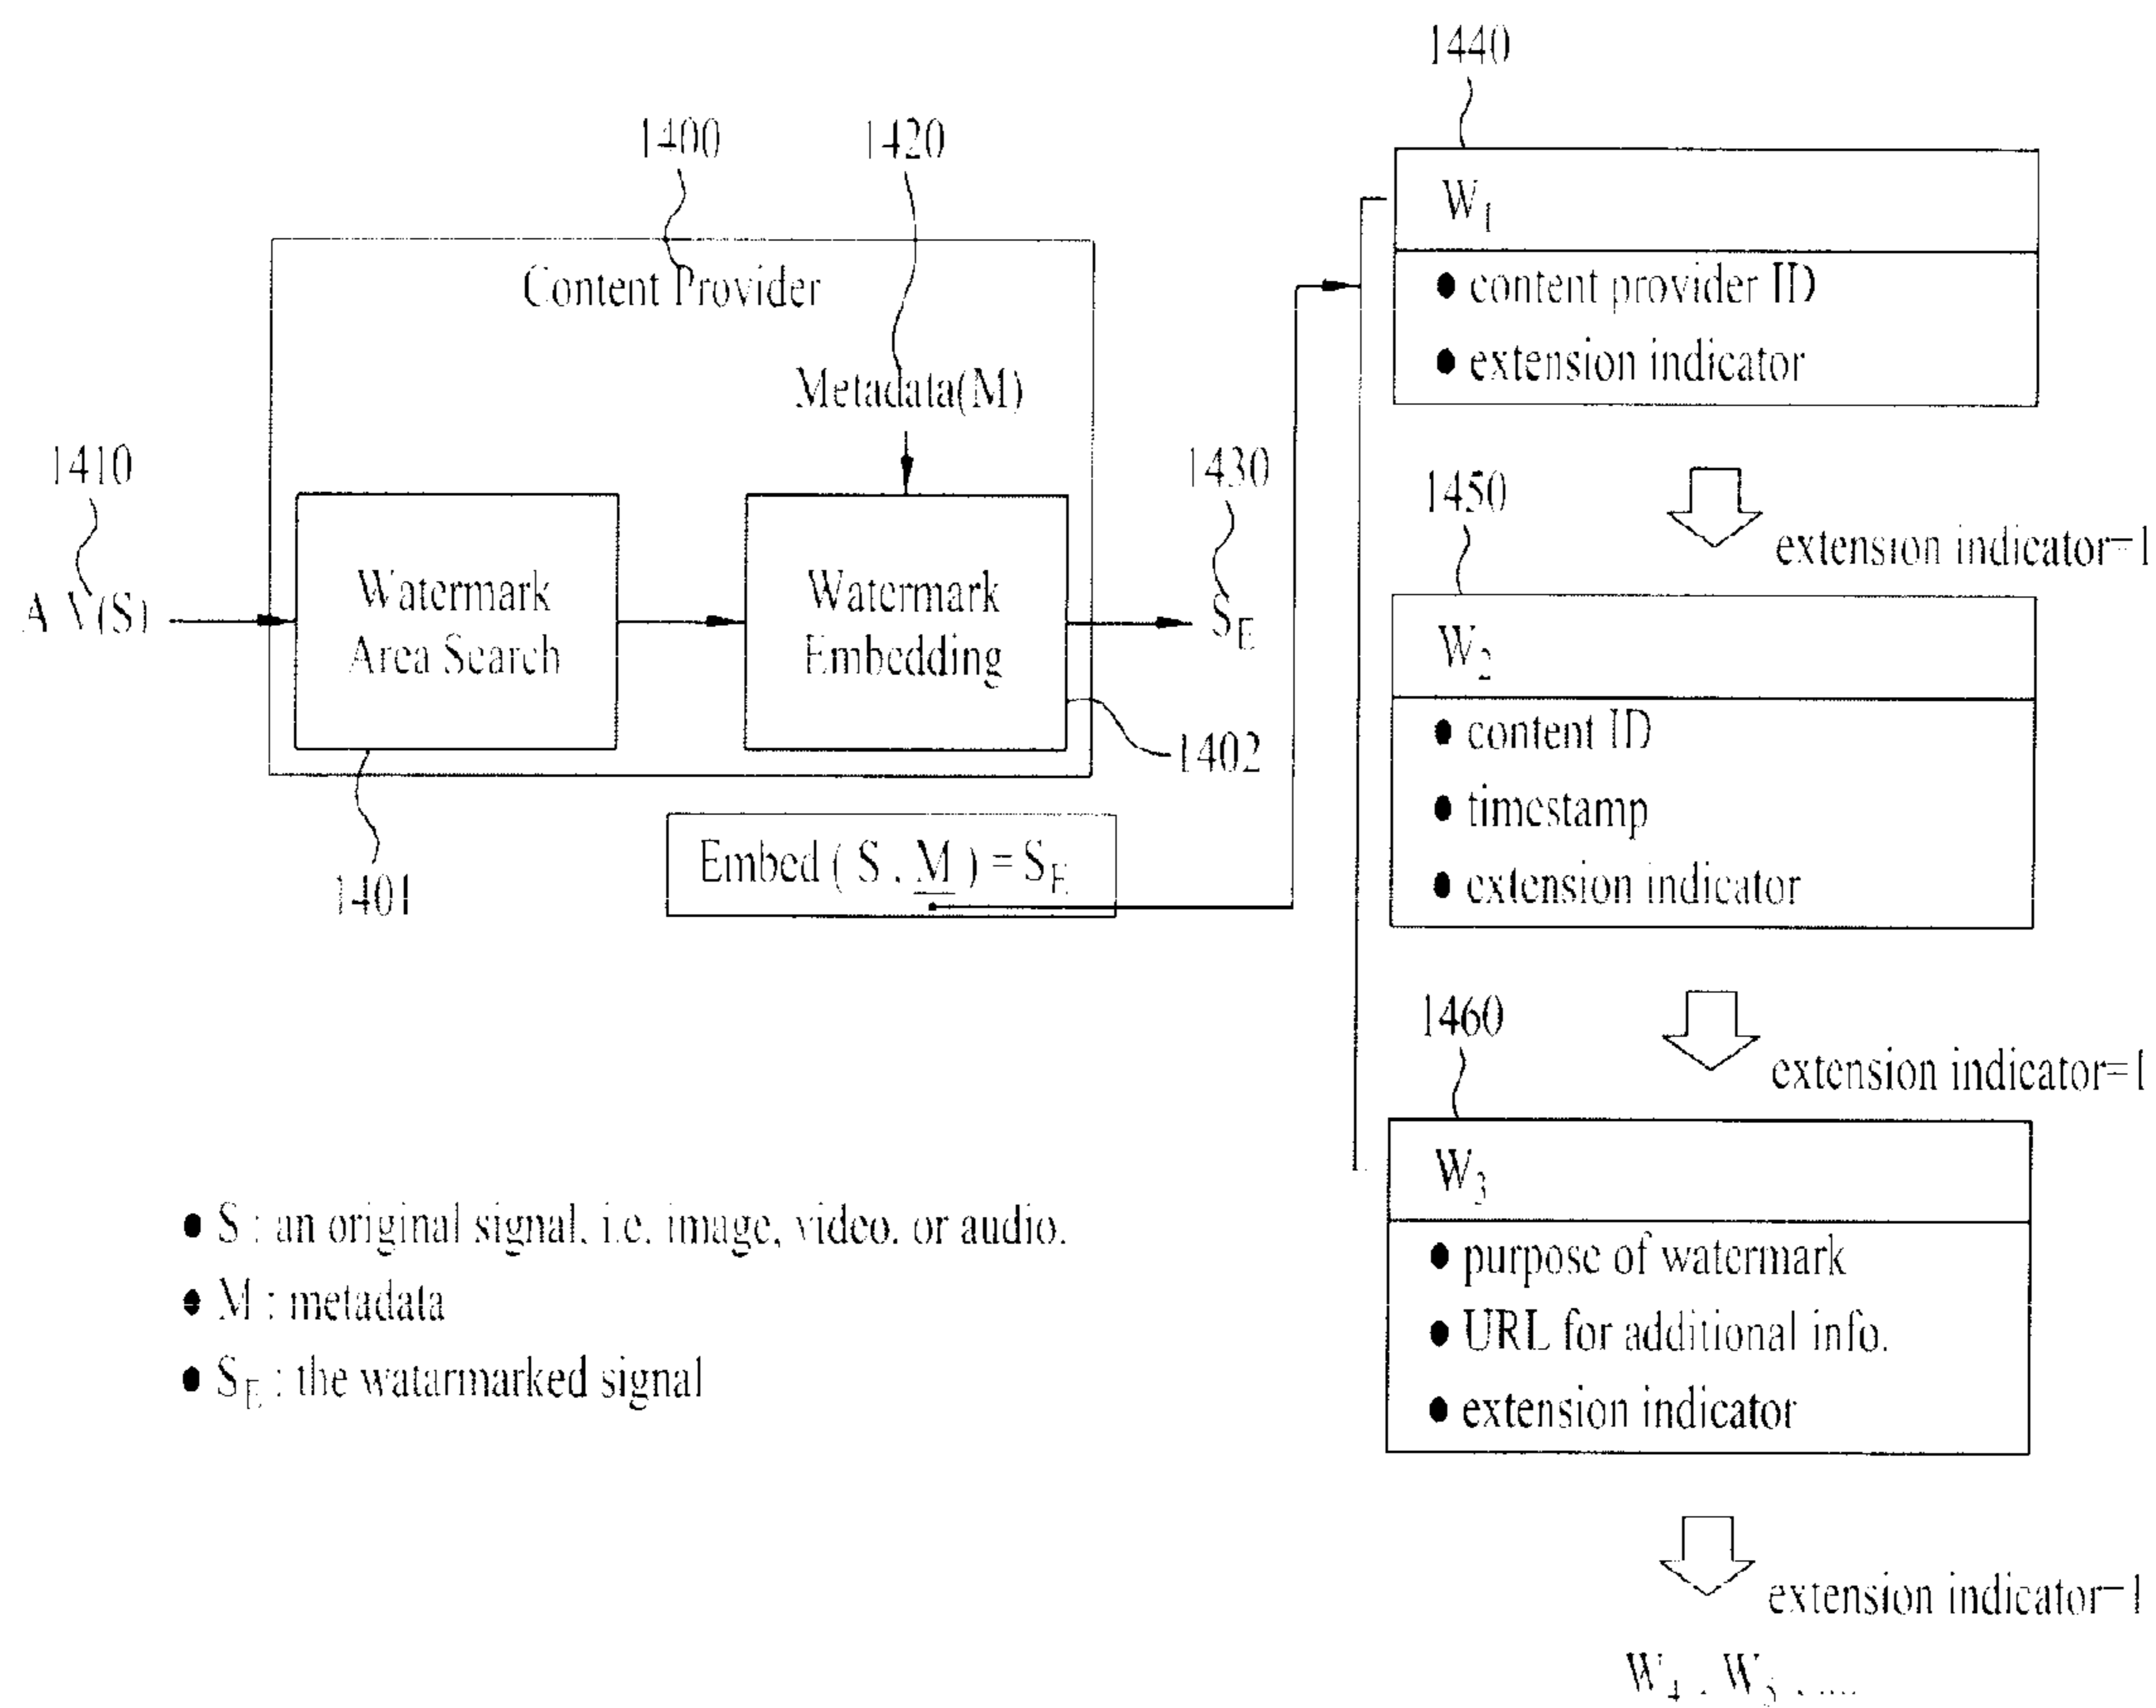 1400
1420
Content Provider
Metadata(M)
1410
A/V(S)
Watermark
Area Search
Watermark
Embedding
1430
SE
1402
1401
Embed ( S , M ) = SE
1440
W1
● content provider ID
● extension indicator
extension indicator=1
1450
W2
● content ID
● timestamp
● extension indicator
extension indicator=1
1460
W3
● purpose of watermark
● URL for additional info.
● extension indicator
extension indicator=1
W4 , W5 , ....
● S : an original signal, i.e. image, video, or audio.
● M : metadata
● SE : the watarmarked signal